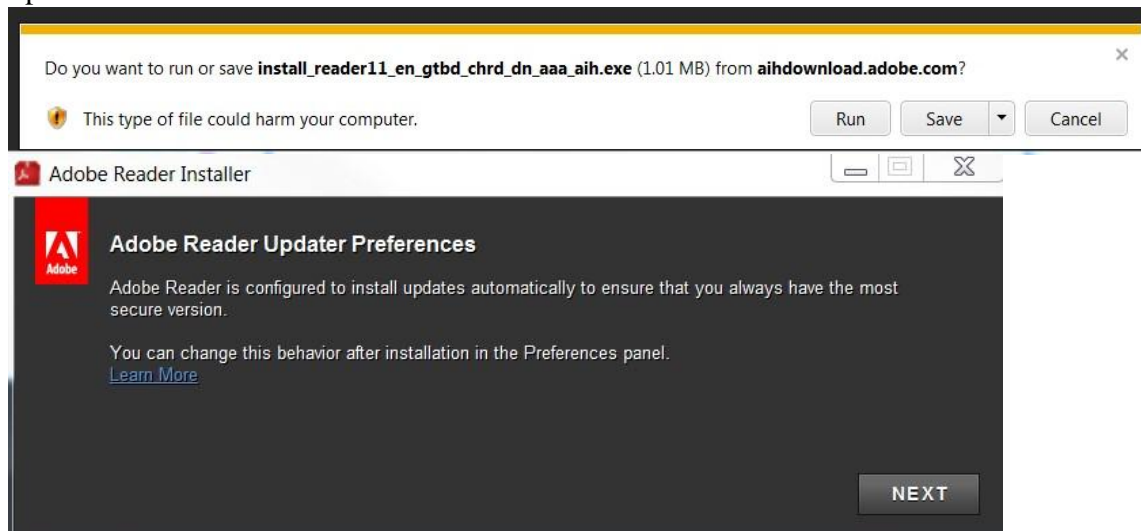 Do you want to run or save install_reader11_en_gtbd_chrd_dn_aaa_aih.exe (1.01 MB) from aihdownload.adobe.com?
This type of file could harm your computer.
Run
Save
Cancel
Adobe Reader Installer
Adobe
Adobe Reader Updater Preferences
Adobe Reader is configured to install updates automatically to ensure that you always have the most
secure version.
You can change this behavior after installation in the Preferences panel.
Learn More
NEXT